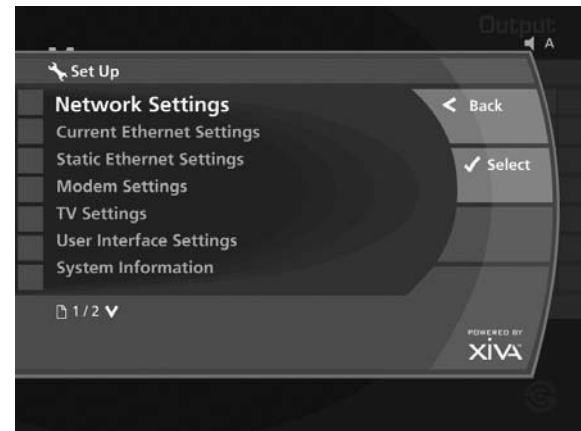 Output
A
Set Up
Network Settings
Current Ethernet Settings
Static Ethernet Settings
Modem Settings
TV Settings
User Interface Settings
System Information
Back
Select
1/2
POWERED BY
XiVA